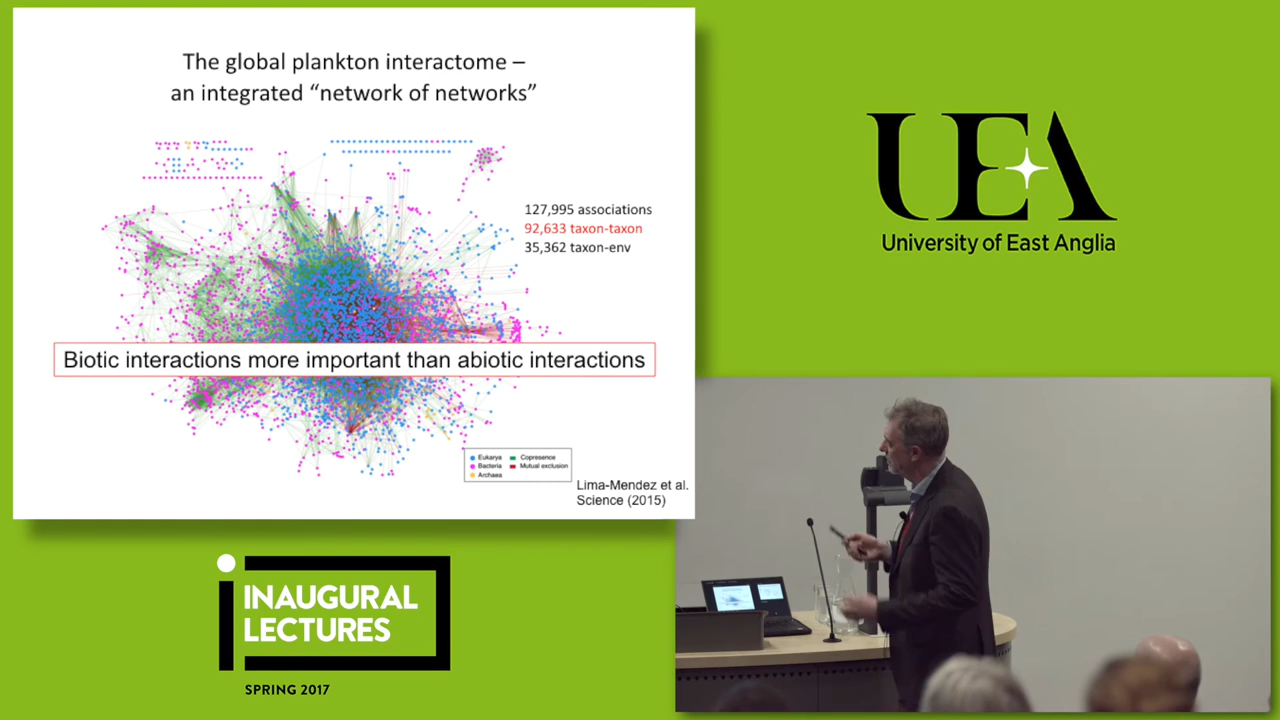 The global plankton interactome –
an integrated “network of networks”
127,995 associations
92,633 taxon-taxon
35,362 taxon-env
Biotic interactions more important than abiotic interactions
Eukarya
Copresence
Bacteria
Mutual exclusion
Archaea
Lima-Mendez et al.
Science (2015)
UEA
University of East Anglia
INAUGURAL
LECTURES
SPRING 2017